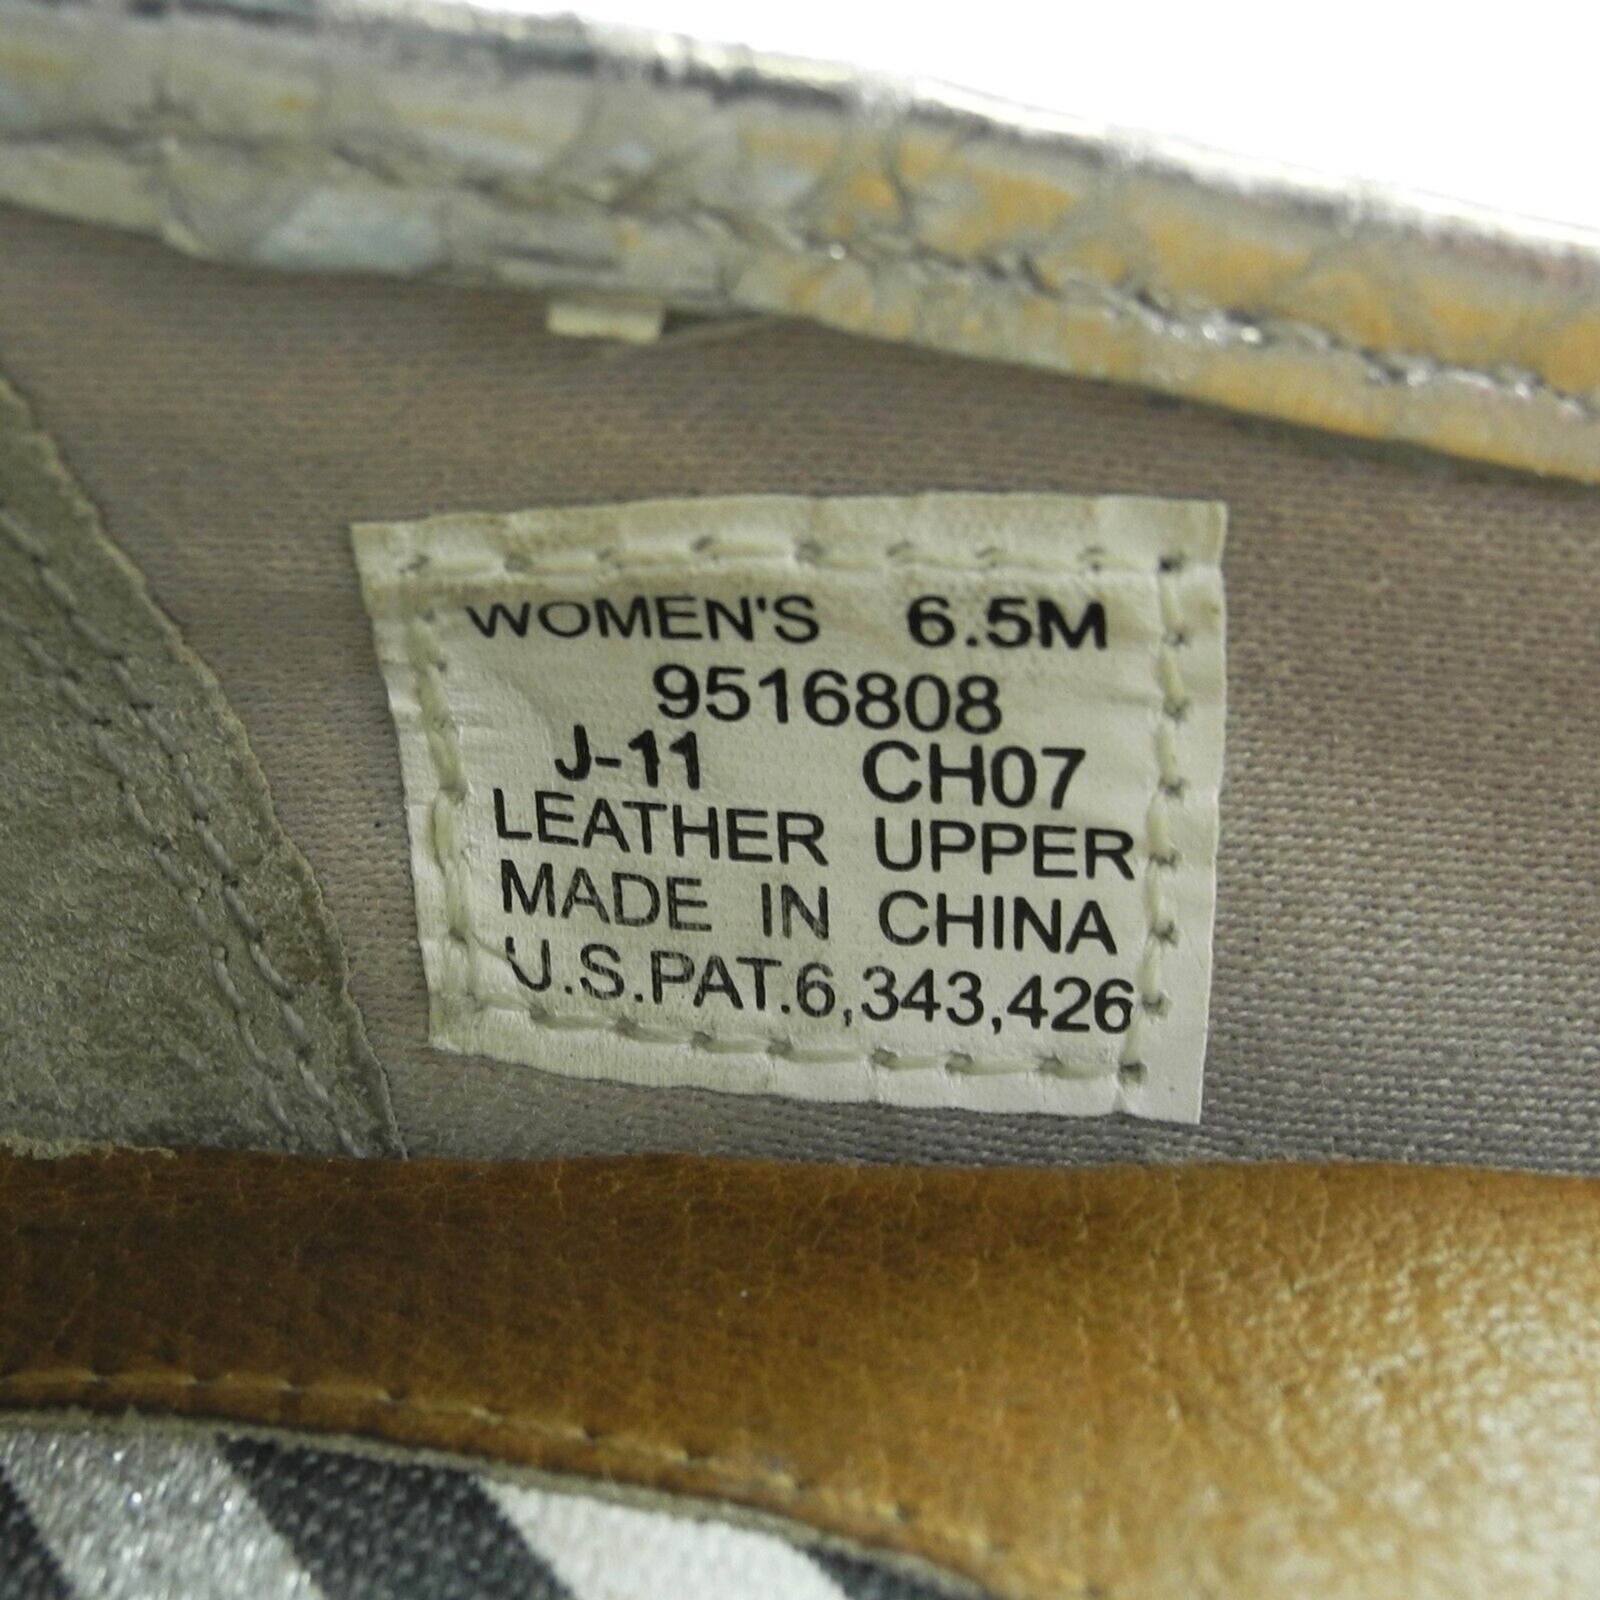 WOMEN'S 6.5M
9516808
J-11 CH07
LEATHER UPPER
MADE IN CHINA
U.S.PAT.6,343,426